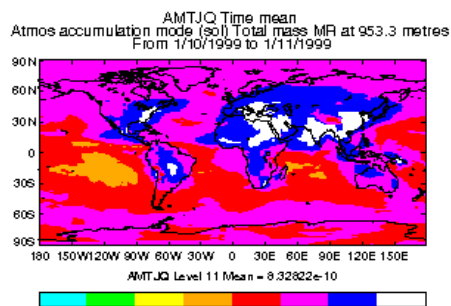 AMTJQ Time mean
Atmos accumulation mode (sol) Total mass MR at 953.3 metres
From 1/10/1999 to 1/11/1999
90N
60N
30N
0
30S
60S
90S
180 150W 120W 90W 60W 30W 0 30E 60E 90E 120E 150E
AMTJQ Level 11 Mean = 8.32822e-10